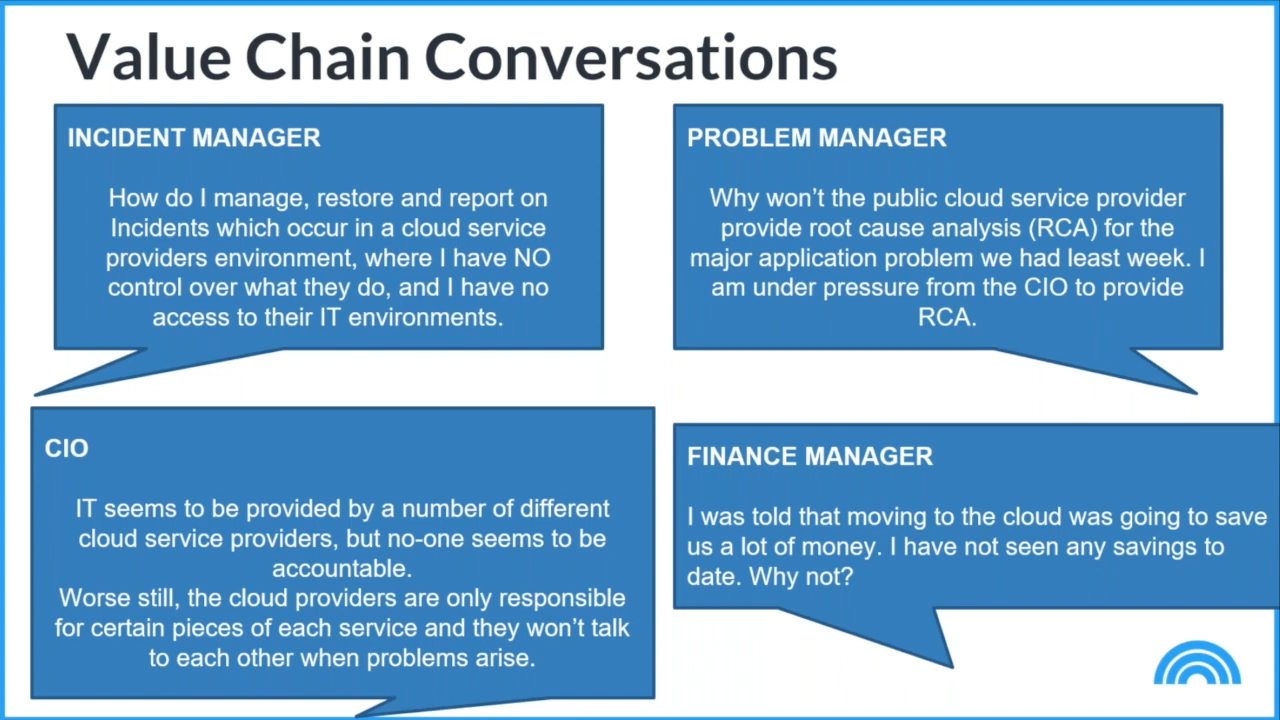 Value Chain Conversations
INCIDENT MANAGER
How do I manage, restore and report on
Incidents which occur in a cloud service
providers environment, where I have NO
control over what they do, and I have no
access to their IT environments.
PROBLEM MANAGER
Why won’t the public cloud service provider
provide root cause analysis (RCA) for the
major application problem we had least week. I
am under pressure from the CIO to provide
RCA.
CIO
IT seems to be provided by a number of different
cloud service providers, but no-one seems to be
accountable.
Worse still, the cloud providers are only responsible
for certain pieces of each service and they won’t talk
to each other when problems arise.
FINANCE MANAGER
I was told that moving to the cloud was going to save
us a lot of money. I have not seen any savings to
date. Why not?